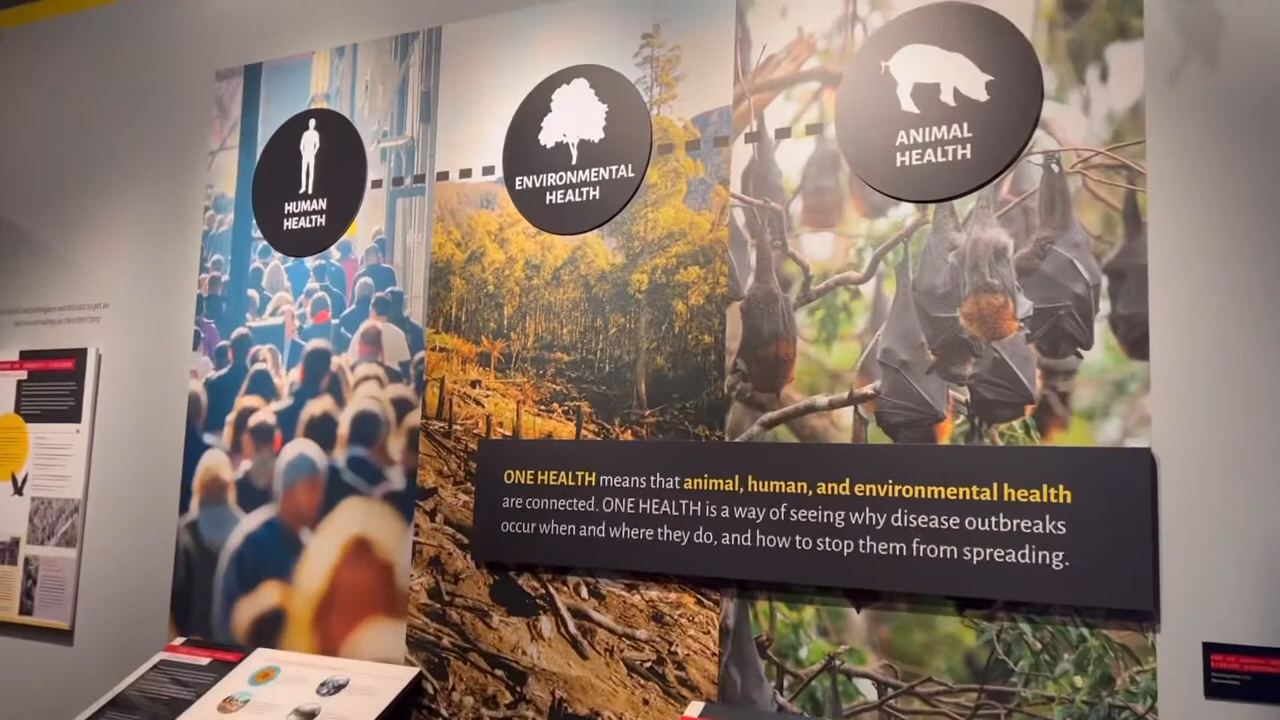 HUMAN
HEALTH
ENVIRONMENTAL
HEALTH
ANIMAL
HEALTH
ONE HEALTH means that animal, human, and environmental health
are connected. ONE HEALTH is a way of seeing why disease outbreaks
occur when and where they do, and how to stop them from spreading.